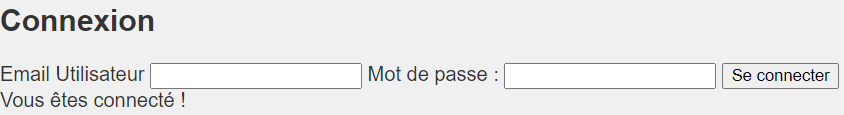 Connexion
Email Utilisateur Mot de passe : Se connecter
Vous êtes connecté !